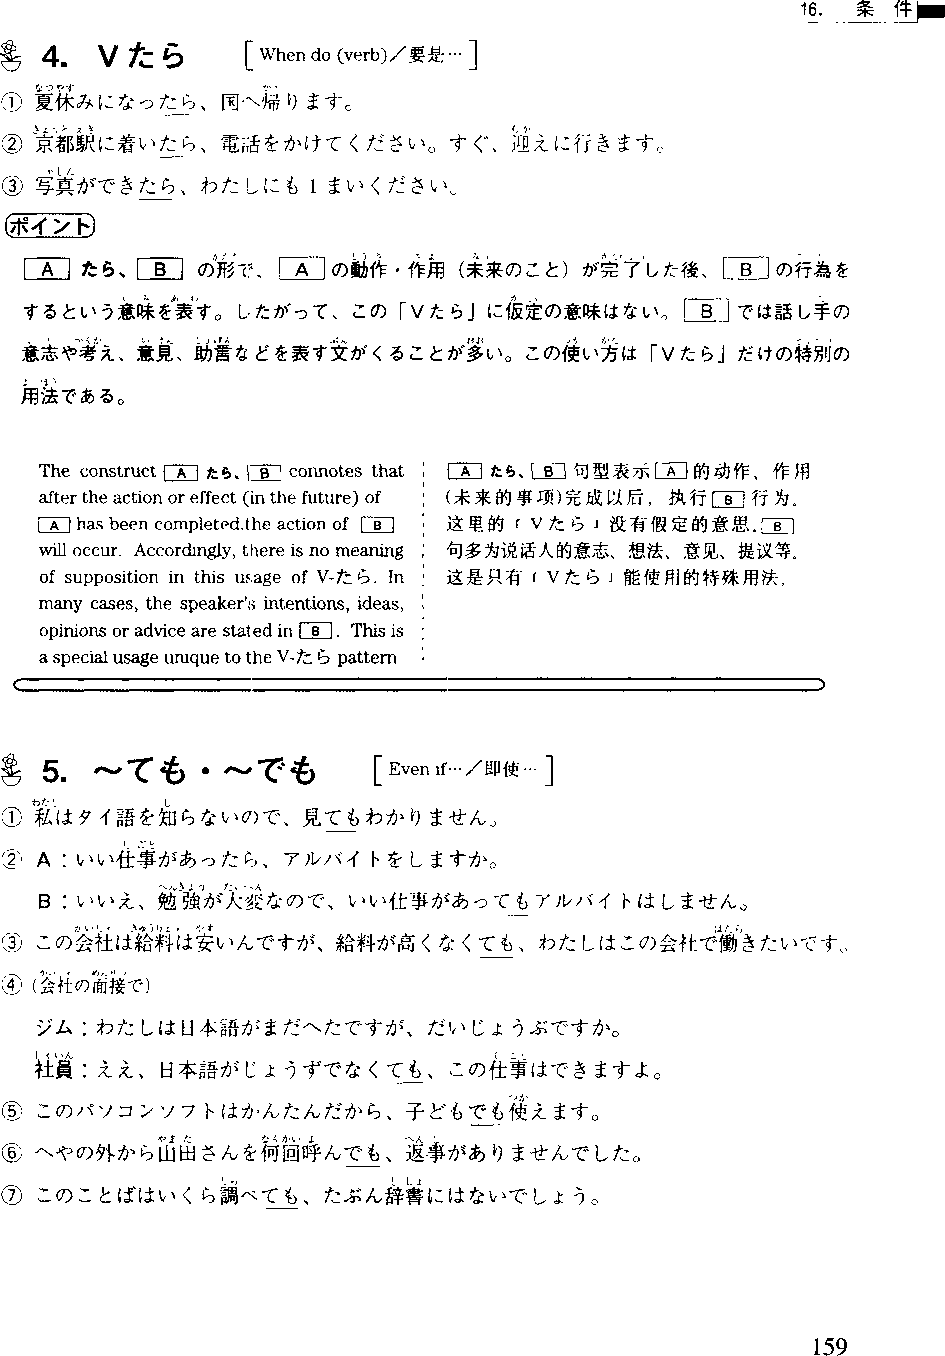 16. 条件
4. Vたら [When do (verb)／要是…]
① 夏休みになったら、国へ帰ります。
② 京都駅に着いたら、電話をかけてください。すぐ、迎えに行きます。
③ 写真ができたら、わたしにも1まいください。
ポイント
A たら、 B の形で、 A の動作・作用（未来のこと）が完了した後、 B の行為を
するという意味を表す。したがって、この「Vたら」に仮定の意味はない。 B では話し手の
意志や考え、意見、助言などを表す文がくることが多い。この使い方は「Vたら」だけの特別の
用法である。
The construct A たら、 B connotes that
after the action or effect (in the future) of
A has been completed,the action of B
will occur. Accordingly, there is no meaning
of supposition in this usage of V-たら. In
many cases, the speaker's intentions, ideas,
opinions or advice are stated in B . This is
a special usage unique to the V-たら pattern
A たら、 B 句型表示 A 的动作、作用
(未来的事项)完成以后，执行 B 行为。
这里的「Vたら」没有假定的意思. B
句多为说话人的意志、想法、意见、提议等。
这是只有「Vたら」能使用的特殊用法.
5. 〜ても・〜でも [Even if…／即使…]
① 私はタイ語を知らないので、見てもわかりません。
② A：いい仕事があったら、アルバイトをしますか。
B：いいえ、勉強が大変なので、いい仕事があってもアルバイトはしません。
③ この会社は給料は安いんですが、給料が高くなくても、わたしはこの会社で働きたいです。
④ (会社の面接で)
ジム：わたしは日本語がまだへたですが、だいじょうぶですか。
社員：ええ、日本語がじょうずでなくても、この仕事はできますよ。
⑤ このパソコンソフトはかんたんだから、子どもでも使えます。
⑥ へやの外から山田さんを何回呼んでも、返事がありませんでした。
⑦ このことばはいくら調べても、たぶん辞書にはないでしょう。
159